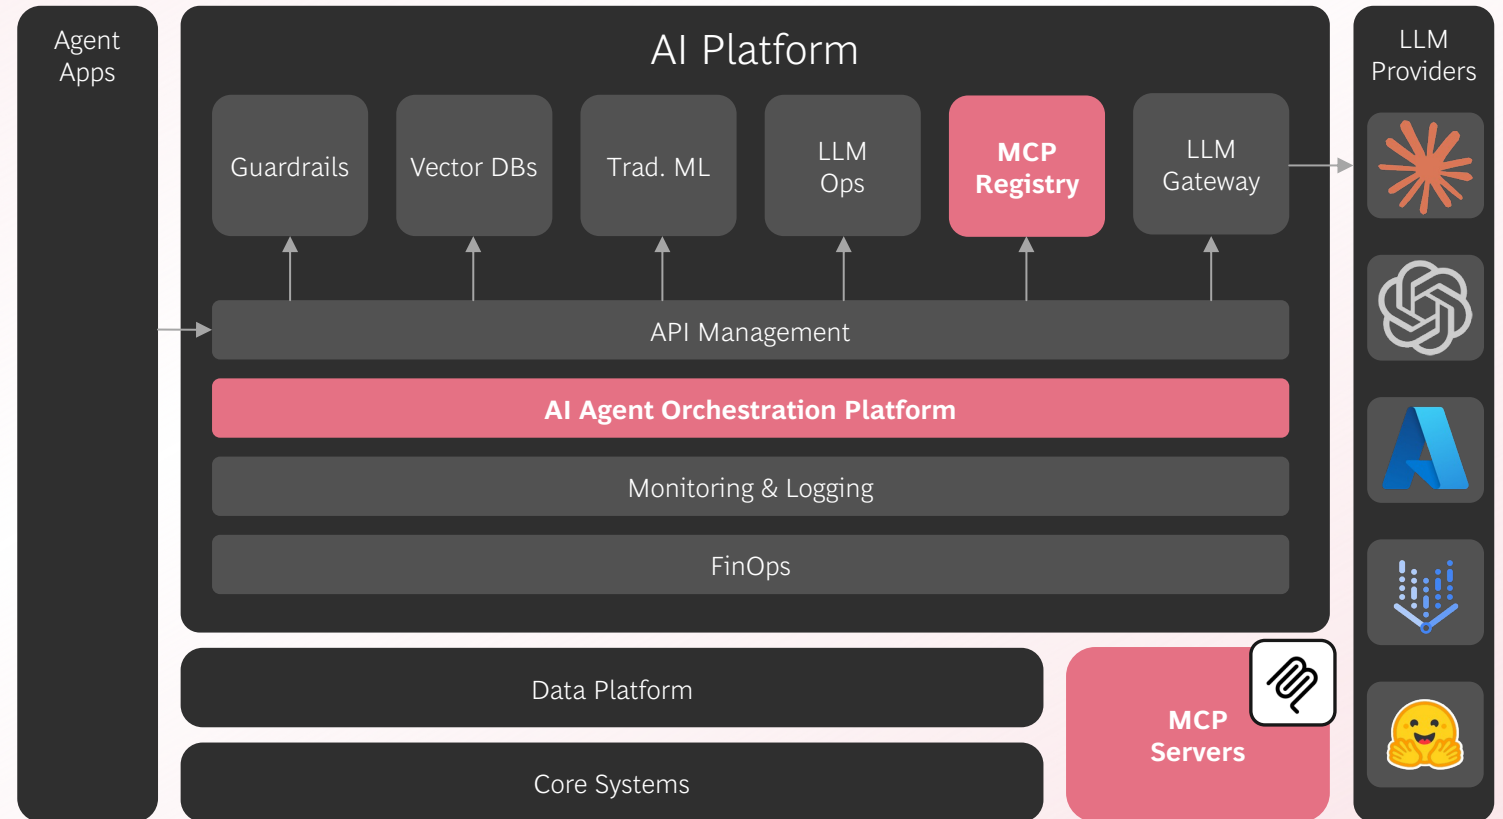 Agent
Apps
AI Platform
LLM
Providers
Guardrails
Vector DBs
Trad. ML
LLM
Ops
MCP
Registry
LLM
Gateway
API Management
AI Agent Orchestration Platform
Monitoring & Logging
FinOps
Data Platform
MCP
Servers
Core Systems